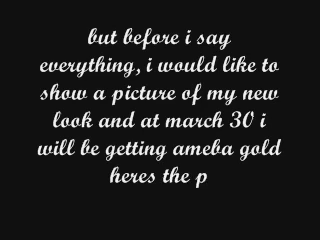 but before i say
everything, i would like to
show a picture of my new
look and at march 30 i
will be getting ameba gold
heres the p